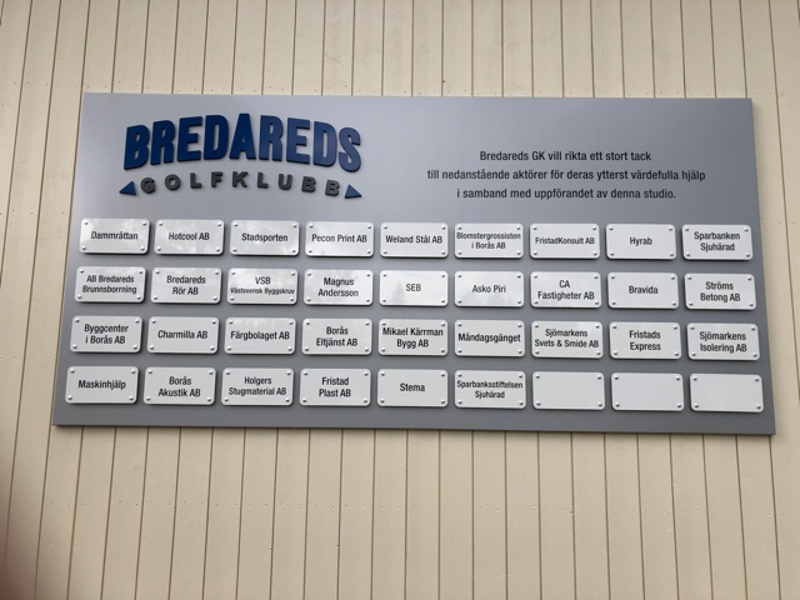 BREDAREDS
GOLFKLUBB
Bredareds GK vill rikta ett stort tack
till nedanstående aktörer för deras ytterst värdefulla hjälp
i samband med uppförandet av denna studio.
Dammråttan
Hotcool AB
Stadsporten
Pecon Print AB
Weland Stål AB
Blomstergrossisten
i Borås AB
FristadKonsult AB
Hyrab
Sparbanken
Sjuhärad
AB Bredareds
Brunnsborrning
Bredareds
Rör AB
VSB
Västsvensk Byggskruv
Magnus
Andersson
SEB
Asko Piri
CA
Fastigheter AB
Bravida
Ströms
Betong AB
Byggcenter
i Borås AB
Charmilla AB
Färgbolaget AB
Borås
Eltjänst AB
Mikael Kärrman
Bygg AB
Måndagsgänget
Sjömarkens
Svets & Smide AB
Fristads
Express
Sjömarkens
Isolering AB
Maskinhjälp
Borås
Akustik AB
Holgers
Stugmaterial AB
Fristad
Plast AB
Stema
Sparbanksstiftelsen
Sjuhärad